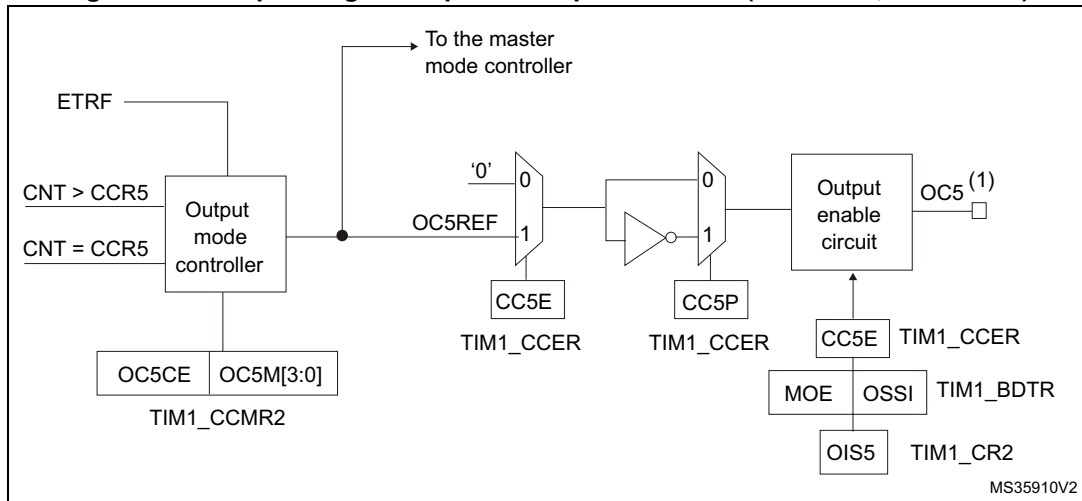 To the master
mode controller
ETRF
CNT > CCR5
CNT = CCR5
Output
mode
controller
OC5REF
'0'
0
1
0
1
Output
enable
circuit
OC5
(1)
CC5E
TIM1_CCER
CC5P
TIM1_CCER
CC5E
TIM1_CCER
OC5CE
OC5M[3:0]
TIM1_CCMR2
MOE
OSSI
TIM1_BDTR
OIS5
TIM1_CR2
MS35910V2